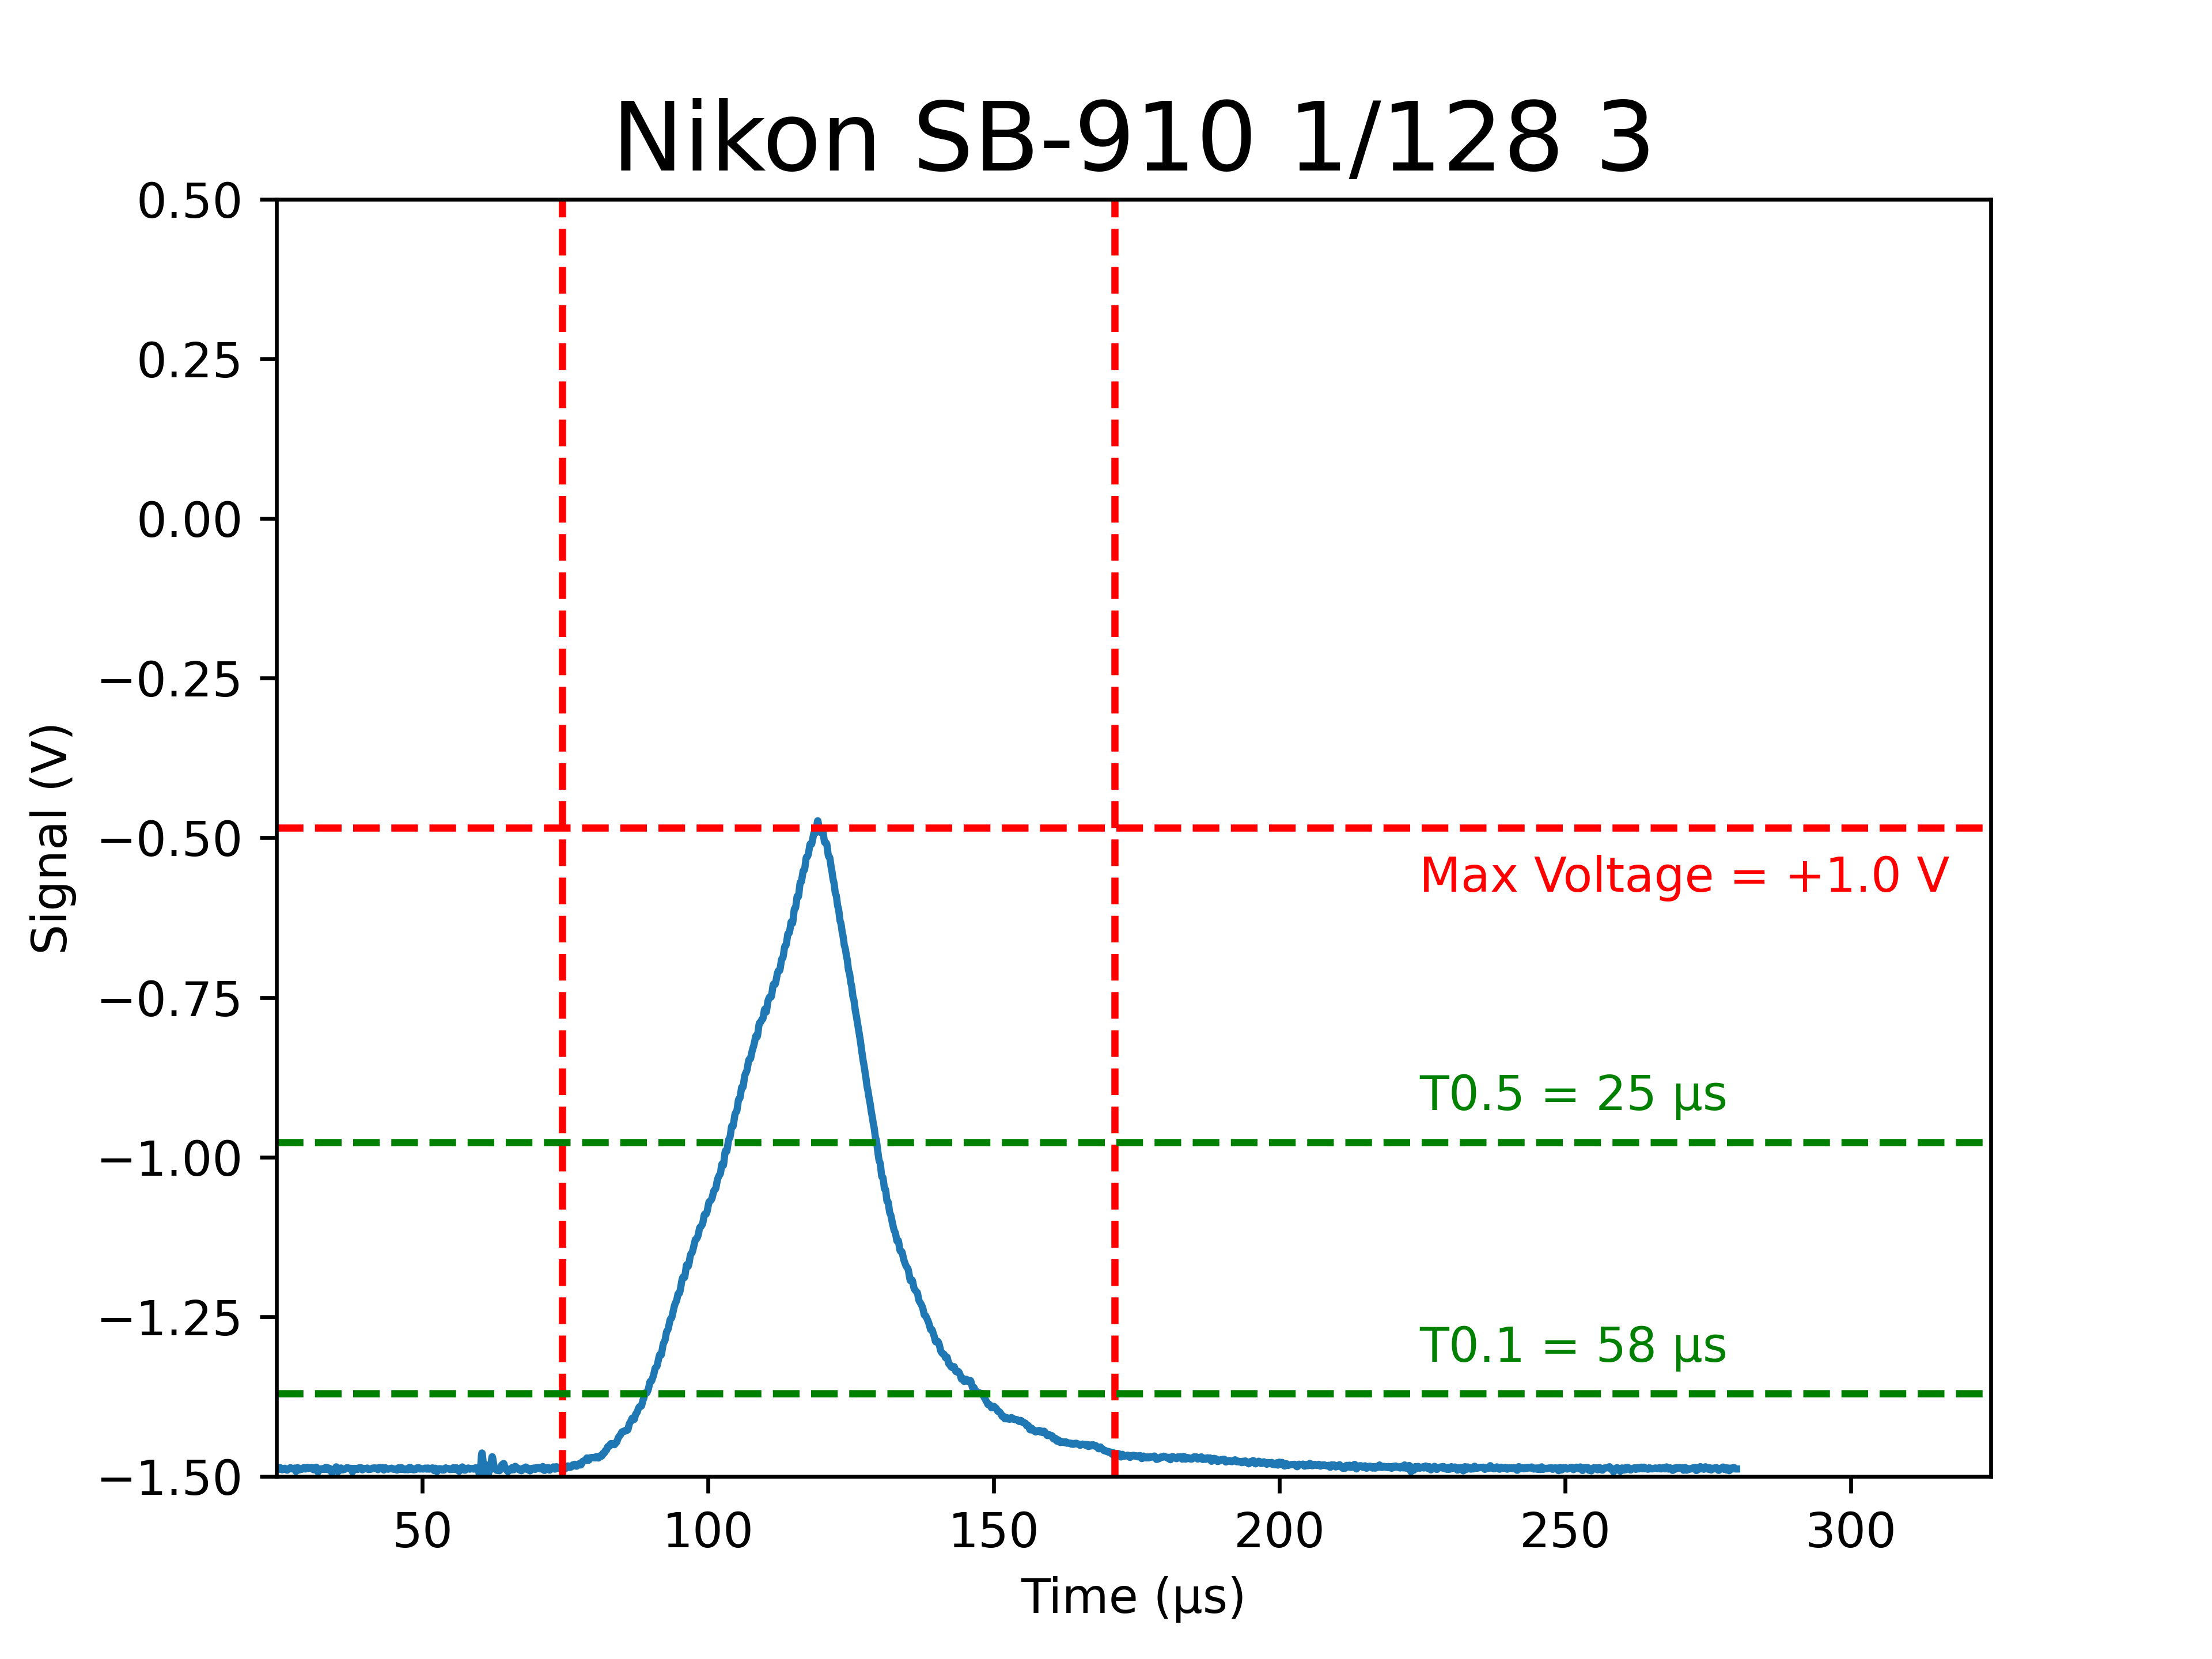 Nikon SB-910 1/128 3
0.50
0.25
0.00
−0.25
−0.50
−0.75
−1.00
−1.25
−1.50
Signal (V)
Max Voltage = +1.0 V
T0.5 = 25 µs
T0.1 = 58 µs
50 100 150 200 250 300
Time (µs)